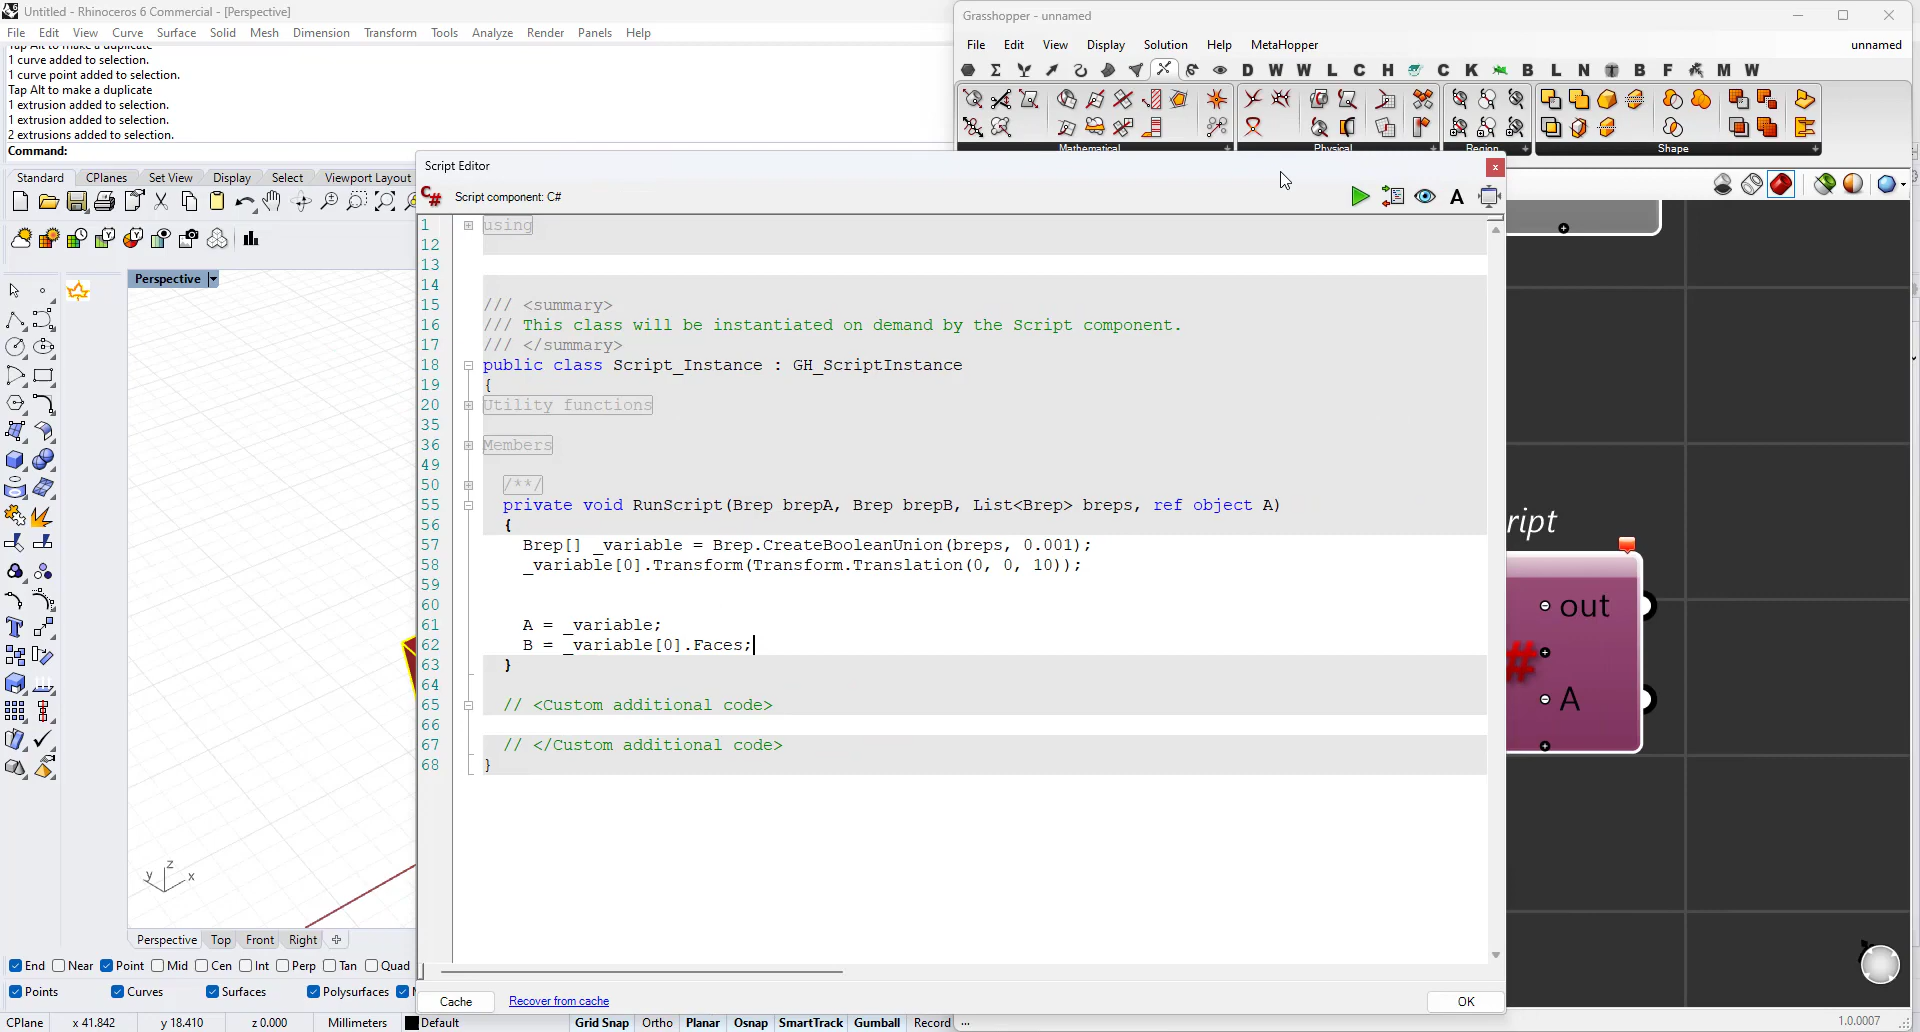 Untitled - Rhinoceros 6 Commercial - [Perspective]
File Edit View Curve Surface Solid Mesh Dimension Transform Tools Analyze Render Panels Help
Tap Alt to make a duplicate
1 curve added to selection.
1 curve point added to selection.
Tap Alt to make a duplicate
1 extrusion added to selection.
1 extrusion added to selection.
2 extrusions added to selection.
Command:
Standard CPlanes Set View Display Select Viewport Layout
Perspective
Grasshopper - unnamed
File Edit View Display Solution Help MetaHopper unnamed
D W W L C H C K B L N B F M W
Mathematical Physical Region Shape
Script Editor
x
C# Script component: C#
A
1 using
12
13
14
15 /// <summary>
16 /// This class will be instantiated on demand by the Script component.
17 /// </summary>
18 public class Script_Instance : GH_ScriptInstance
19 {
20 Utility functions
35
36 Members
49
50 /**/
55 private void RunScript(Brep brepA, Brep brepB, List<Brep> breps, ref object A)
56 {
57 Brep[] _variable = Brep.CreateBooleanUnion(breps, 0.001);
58 _variable[0].Transform(Transform.Translation(0, 0, 10));
59
60
61 A = _variable;
62 B = _variable[0].Faces;
63 }
64
65 // <Custom additional code>
66
67 // </Custom additional code>
68 }
Cache Recover from cache OK
ript
out
#
A
z
y x
Perspective Top Front Right
End Near Point Mid Cen Int Perp Tan Quad
Points Curves Surfaces Polysurfaces
CPlane x 41.842 y 18.410 z 0.000 Millimeters Default Grid Snap Ortho Planar Osnap SmartTrack Gumball Record ...
1.0.0007